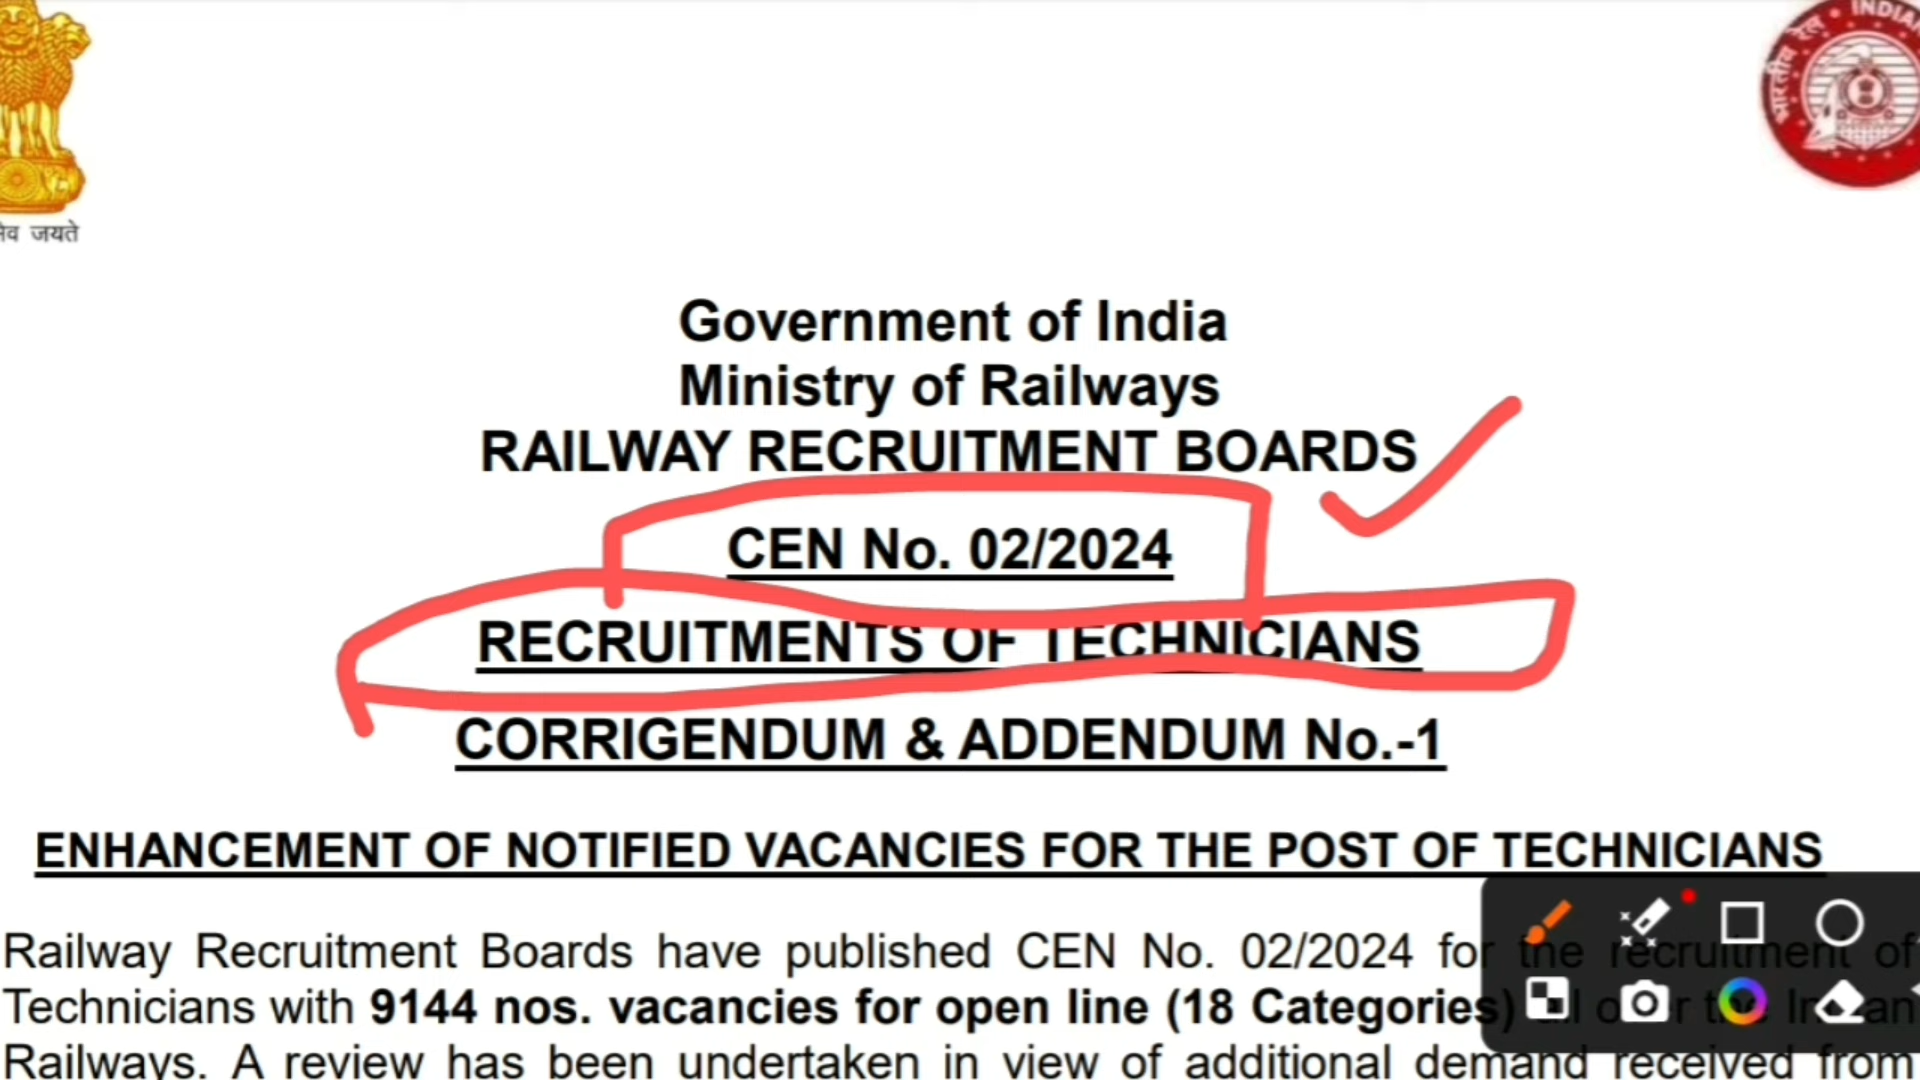 जयते
भारतीय रेल
Government of India
Ministry of Railways
RAILWAY RECRUITMENT BOARDS
CEN No. 02/2024
RECRUITMENTS OF TECHNICIANS
CORRIGENDUM & ADDENDUM No.-1
ENHANCEMENT OF NOTIFIED VACANCIES FOR THE POST OF TECHNICIANS
Railway Recruitment Boards have published CEN No. 02/2024 for the recruitment of
Technicians with 9144 nos. vacancies for open line (18 Categories)
Railways. A review has been undertaken in view of additional demand received from